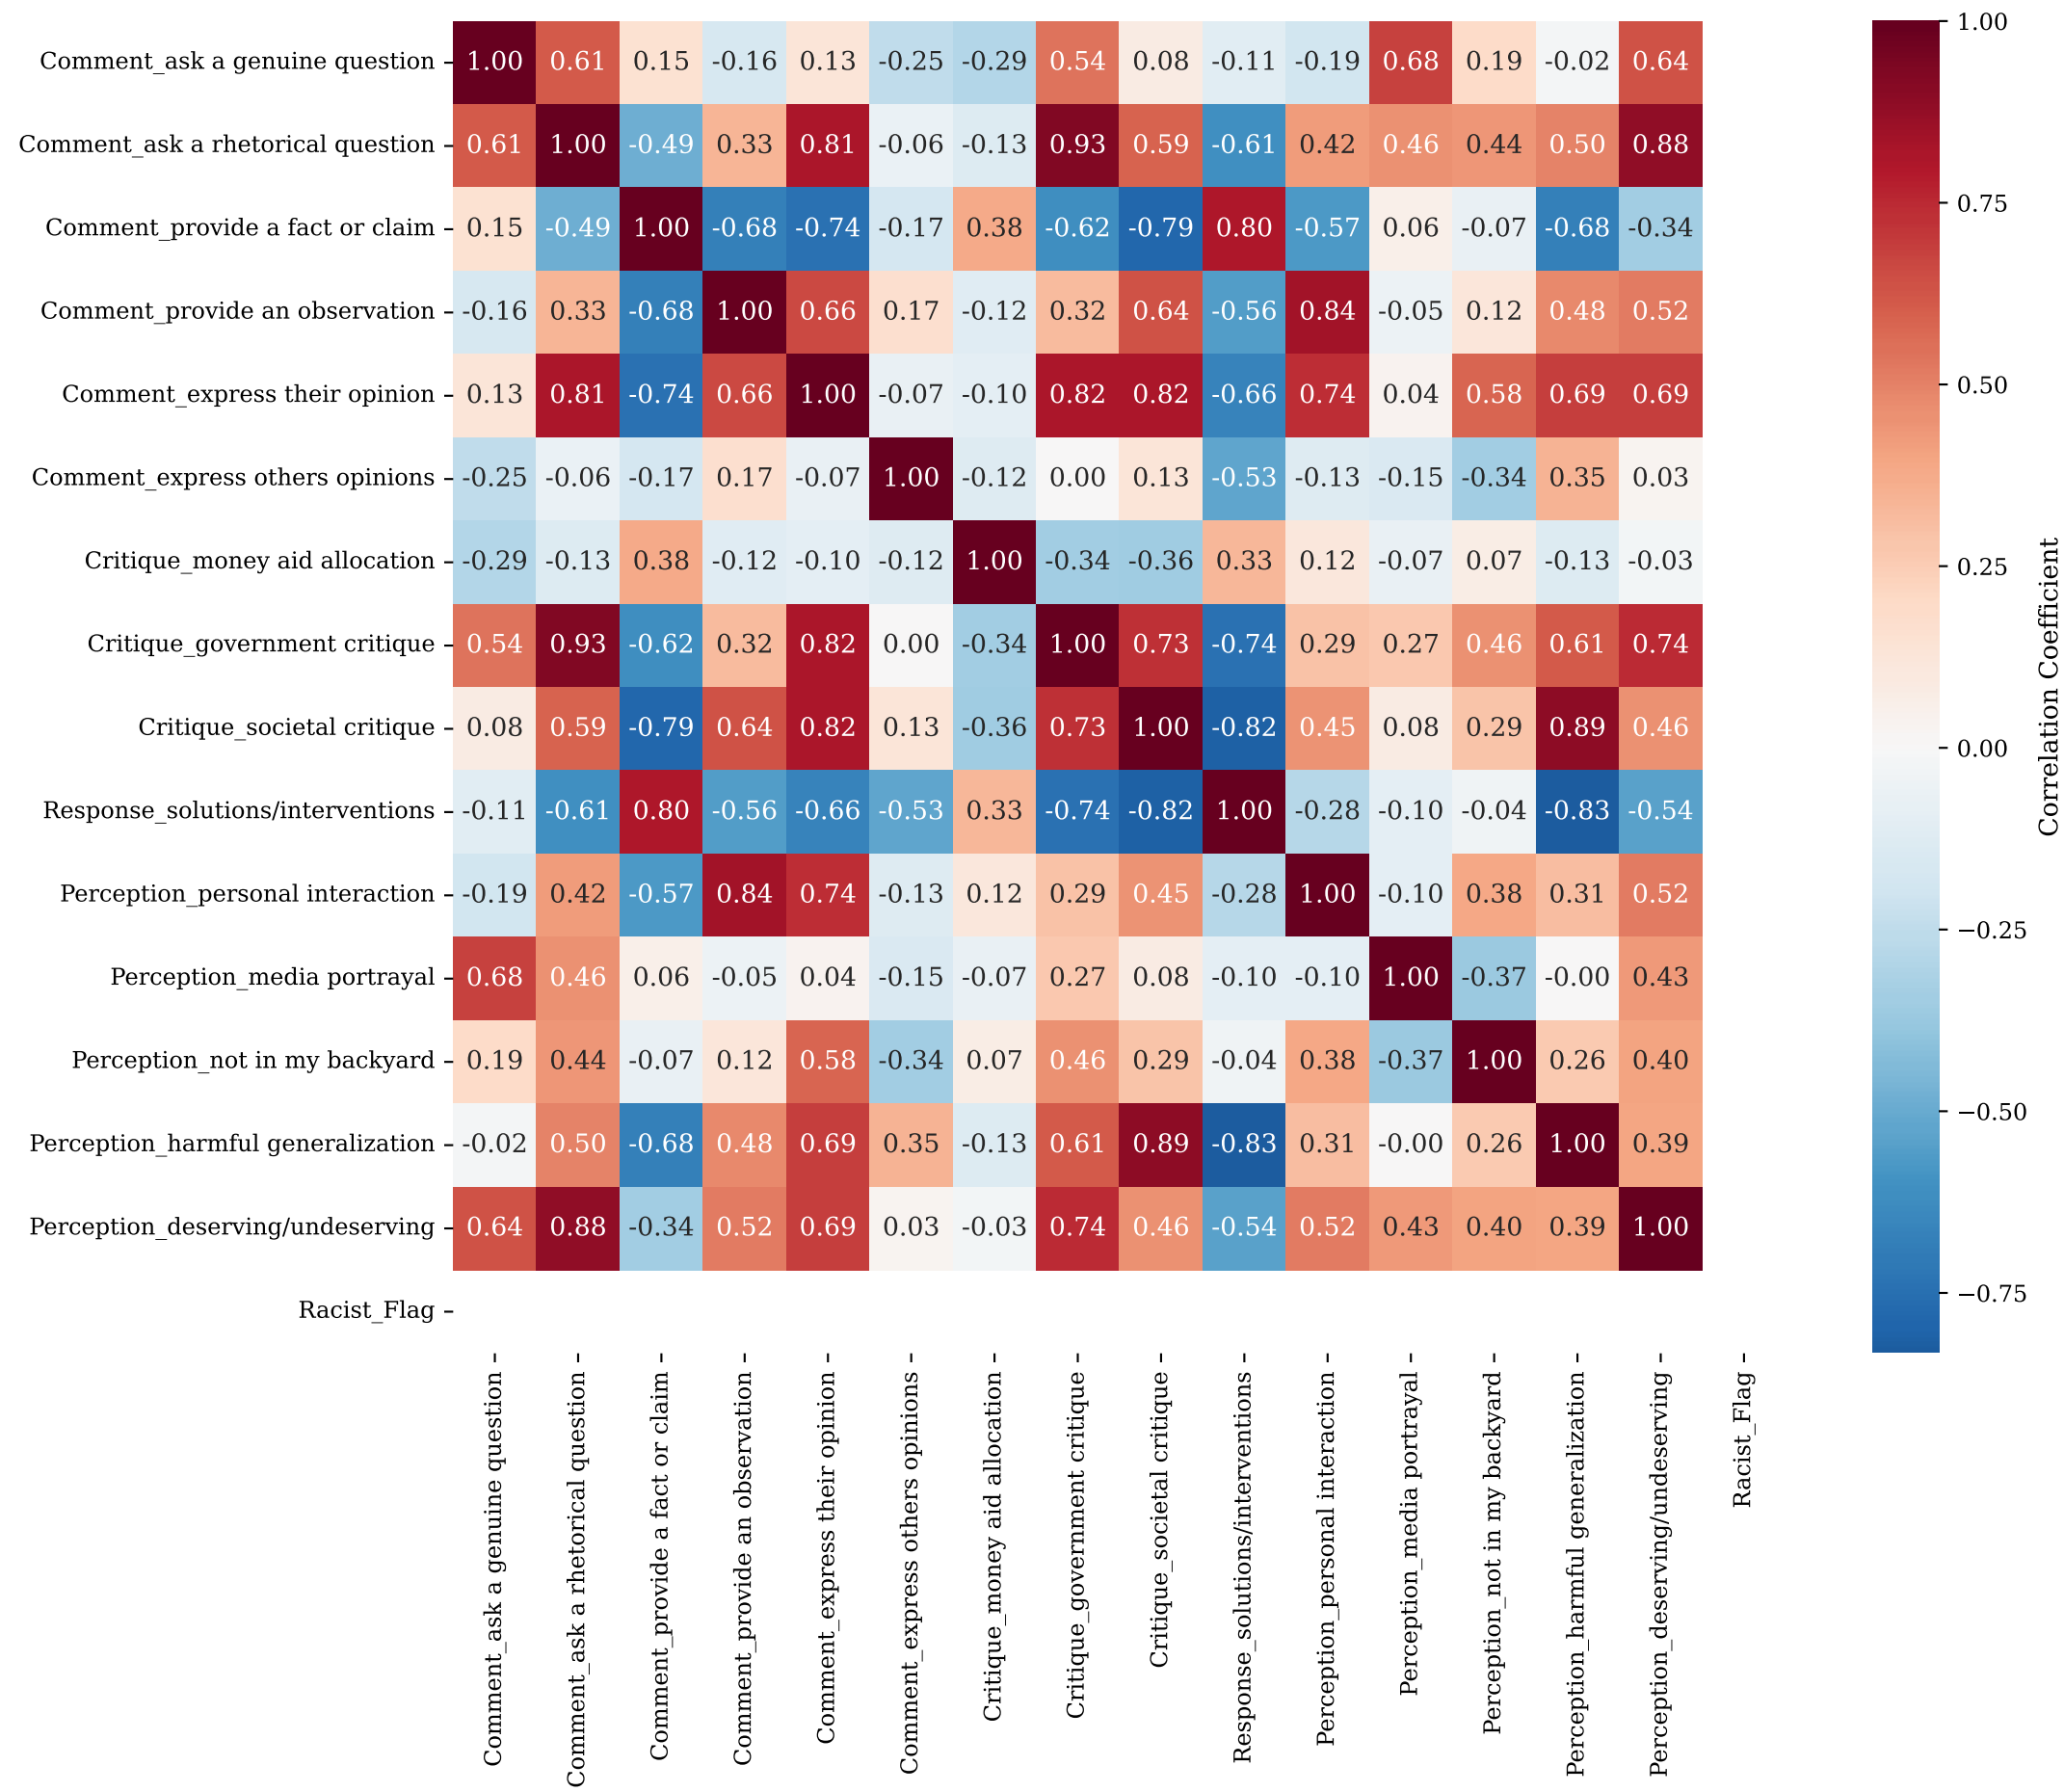 Comment_ask a genuine question 1.00 0.61 0.15 -0.16 0.13 -0.25 -0.29 0.54 0.08 -0.11 -0.19 0.68 0.19 -0.02 0.64
Comment_ask a rhetorical question 0.61 1.00 -0.49 0.33 0.81 -0.06 -0.13 0.93 0.59 -0.61 0.42 0.46 0.44 0.50 0.88
Comment_provide a fact or claim 0.15 -0.49 1.00 -0.68 -0.74 -0.17 0.38 -0.62 -0.79 0.80 -0.57 0.06 -0.07 -0.68 -0.34
Comment_provide an observation -0.16 0.33 -0.68 1.00 0.66 0.17 -0.12 0.32 0.64 -0.56 0.84 -0.05 0.12 0.48 0.52
Comment_express their opinion 0.13 0.81 -0.74 0.66 1.00 -0.07 -0.10 0.82 0.82 -0.66 0.74 0.04 0.58 0.69 0.69
Comment_express others opinions -0.25 -0.06 -0.17 0.17 -0.07 1.00 -0.12 0.00 0.13 -0.53 -0.13 -0.15 -0.34 0.35 0.03
Critique_money aid allocation -0.29 -0.13 0.38 -0.12 -0.10 -0.12 1.00 -0.34 -0.36 0.33 0.12 -0.07 0.07 -0.13 -0.03
Critique_government critique 0.54 0.93 -0.62 0.32 0.82 0.00 -0.34 1.00 0.73 -0.74 0.29 0.27 0.46 0.61 0.74
Critique_societal critique 0.08 0.59 -0.79 0.64 0.82 0.13 -0.36 0.73 1.00 -0.82 0.45 0.08 0.29 0.89 0.46
Response_solutions/interventions -0.11 -0.61 0.80 -0.56 -0.66 -0.53 0.33 -0.74 -0.82 1.00 -0.28 -0.10 -0.04 -0.83 -0.54
Perception_personal interaction -0.19 0.42 -0.57 0.84 0.74 -0.13 0.12 0.29 0.45 -0.28 1.00 -0.10 0.38 0.31 0.52
Perception_media portrayal 0.68 0.46 0.06 -0.05 0.04 -0.15 -0.07 0.27 0.08 -0.10 -0.10 1.00 -0.37 -0.00 0.43
Perception_not in my backyard 0.19 0.44 -0.07 0.12 0.58 -0.34 0.07 0.46 0.29 -0.04 0.38 -0.37 1.00 0.26 0.40
Perception_harmful generalization -0.02 0.50 -0.68 0.48 0.69 0.35 -0.13 0.61 0.89 -0.83 0.31 -0.00 0.26 1.00 0.39
Perception_deserving/undeserving 0.64 0.88 -0.34 0.52 0.69 0.03 -0.03 0.74 0.46 -0.54 0.52 0.43 0.40 0.39 1.00
Racist_Flag
Comment_ask a genuine question
Comment_ask a rhetorical question
Comment_provide a fact or claim
Comment_provide an observation
Comment_express their opinion
Comment_express others opinions
Critique_money aid allocation
Critique_government critique
Critique_societal critique
Response_solutions/interventions
Perception_personal interaction
Perception_media portrayal
Perception_not in my backyard
Perception_harmful generalization
Perception_deserving/undeserving
Racist_Flag
1.00
0.75
0.50
0.25
0.00
−0.25
−0.50
−0.75
Correlation Coefficient